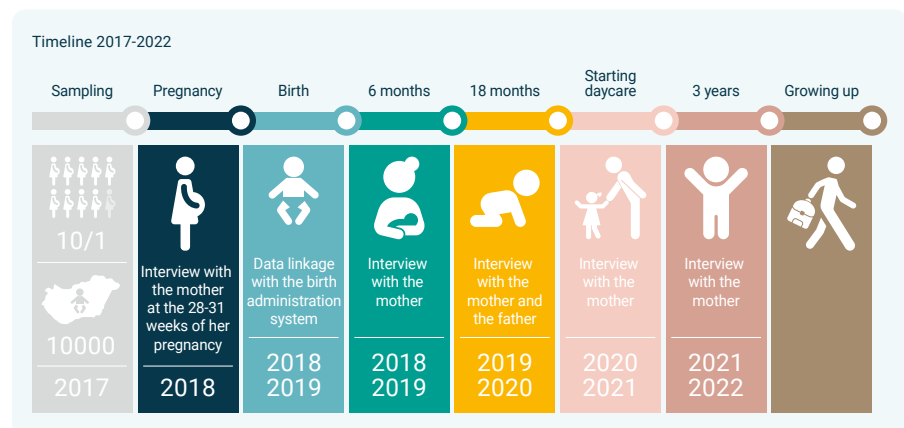 Timeline 2017-2022
Sampling
Pregnancy
Birth
6 months
18 months
Starting
daycare
3 years
Growing up
10/1
10000
2017
Interview with
the mother
at the 28-31
weeks of her
pregnancy
2018
Data linkage
with the birth
administration
system
2018
2019
Interview
with the
mother
2018
2019
Interview
with the
mother and
the father
2019
2020
Interview
with the
mother
2020
2021
Interview
with the
mother
2021
2022